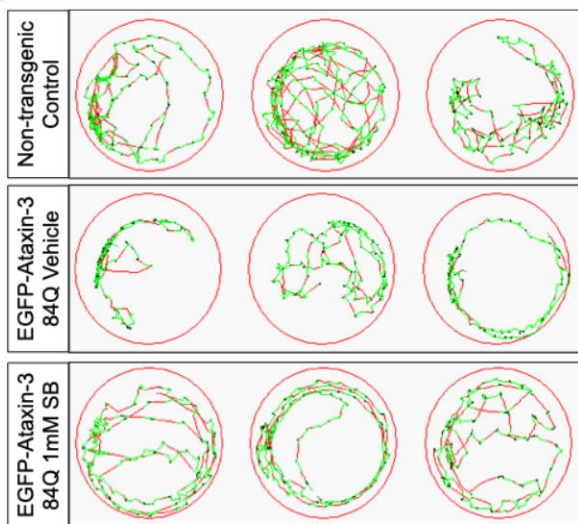 Non-transgenic
Control
EGFP-Ataxin-3
84Q Vehicle
EGFP-Ataxin-3
84Q 1mM SB